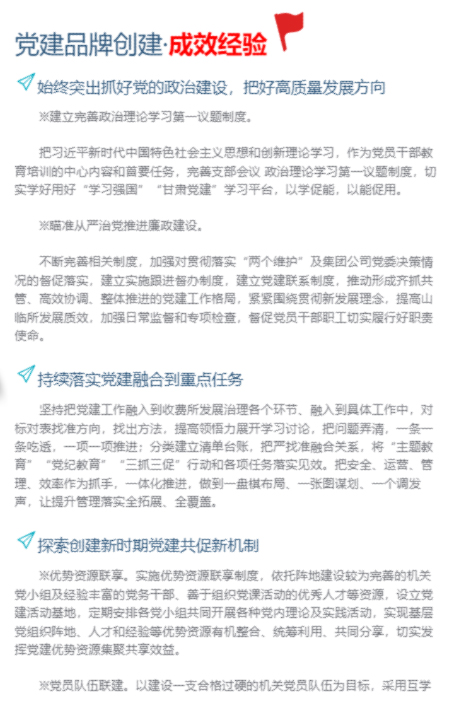 党建品牌创建·成效经验
始终突出抓好党的政治建设，把好高质量发展方向
※建立完善政治理论学习第一议题制度。
把习近平新时代中国特色社会主义思想和创新理论学习，作为党员干部教
育培训的中心内容和首要任务，完善支部会议 政治理论学习第一议题制度，切
实学好用好“学习强国”“甘肃党建”学习平台，以学促能，以能促用。
※瞄准从严治党推进廉政建设。
不断完善相关制度，加强对贯彻落实“两个维护”及集团公司党委决策情
况的督促落实，建立实施跟进督办制度，建立党建联系制度，推动形成齐抓共
管、高效协调、整体推进的党建工作格局，紧紧围绕贯彻新发展理念，提高山
临所发展质效，加强日常监督和专项检查，督促党员干部职工切实履行好职责
使命。
持续落实党建融合到重点任务
坚持把党建工作融入到收费所发展治理各个环节、融入到具体工作中，对
标对表找准方向，找出方法，提高领悟力展开学习讨论，把问题弄清，一条一
条吃透，一项一项推进；分类建立清单台账，把严找准融合关系，将“主题教
育”“党纪教育”“三抓三促”行动和各项任务落实见效。把安全、运营、管
理、效率作为抓手，一体化推进，做到一盘棋布局、一张图谋划、一个调发
声，让提升管理落实全拓展、全覆盖。
探索创建新时期党建共促新机制
※优势资源联享。实施优势资源联享制度，依托阵地建设较为完善的机关
党小组及经验丰富的党务干部、善于组织党课活动的优秀人才等资源，设立党
建活动基地，定期安排各党小组共同开展各种党内理论及实践活动，实现基层
党组织阵地、人才和经验等优势资源有机整合、统筹利用、共同分享，切实发
挥党建优势资源集聚共享效益。
※党员队伍联建。以建设一支合格过硬的机关党员队伍为目标，采用互学